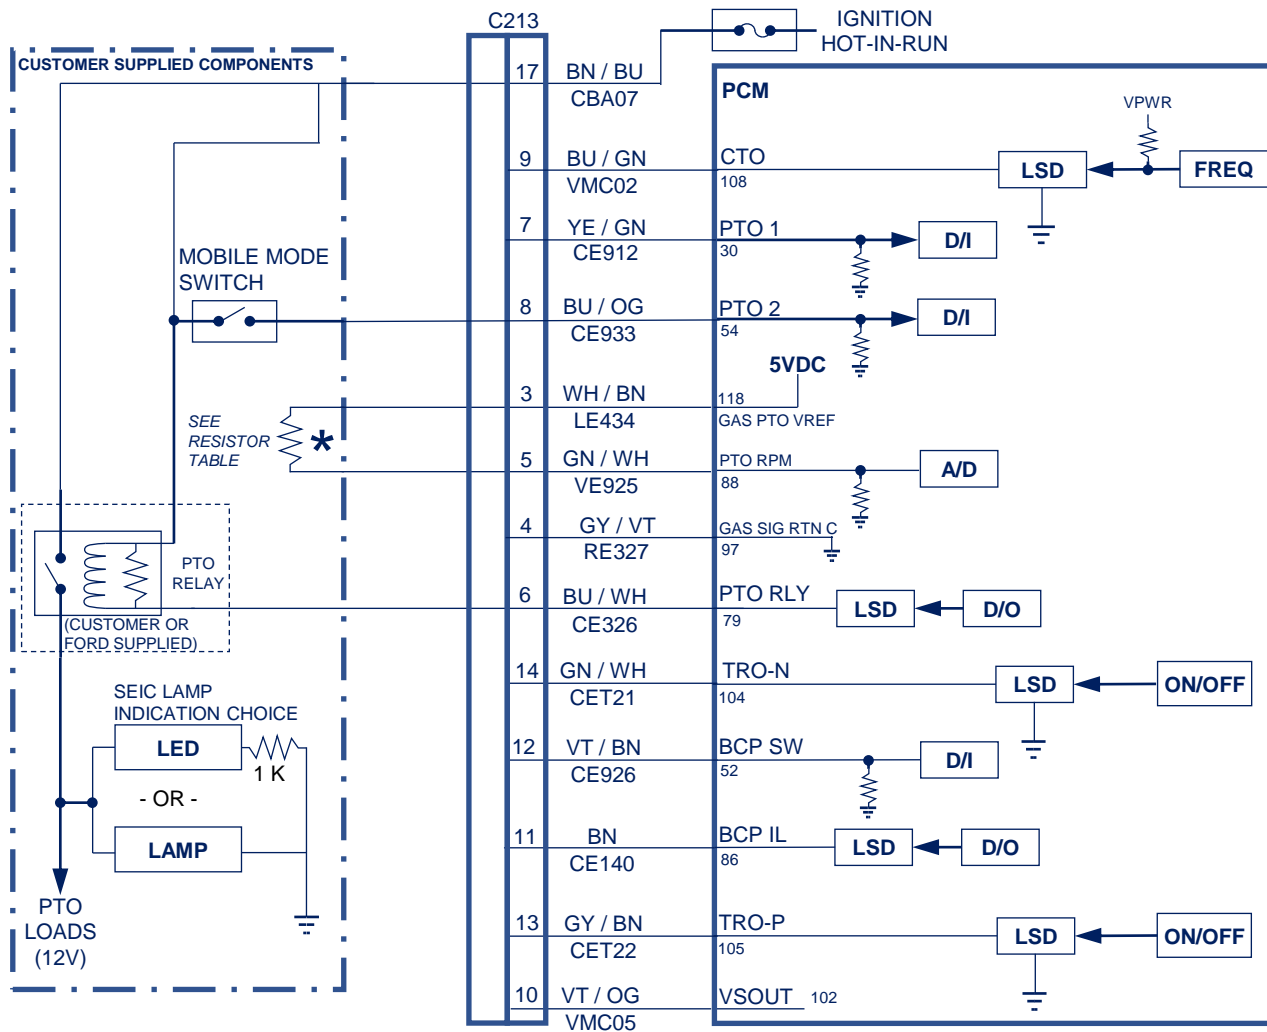 C213
IGNITION
HOT-IN-RUN
CUSTOMER SUPPLIED COMPONENTS
17 BN / BU
CBA07
PCM
VPWR
9 BU / GN CTO
VMC02 108
LSD
FREQ
7 YE / GN PTO 1
CE912 30
D/I
MOBILE MODE
SWITCH
8 BU / OG PTO 2
CE933 54
D/I
5VDC
3 WH / BN 118
LE434 GAS PTO VREF
SEE
RESISTOR
TABLE
*
5 GN / WH PTO RPM
VE925 88
A/D
4 GY / VT GAS SIG RTN C
RE327 97
PTO
RELAY
(CUSTOMER OR
FORD SUPPLIED)
6 BU / WH PTO RLY
CE326 79
LSD
D/O
14 GN / WH TRO-N
CET21 104
LSD
ON/OFF
SEIC LAMP
INDICATION CHOICE
LED
1 K
- OR -
LAMP
12 VT / BN BCP SW
CE926 52
D/I
11 BN BCP IL
CE140 86
LSD
D/O
PTO
LOADS
(12V)
13 GY / BN TRO-P
CET22 105
LSD
ON/OFF
10 VT / OG VSOUT 102
VMC05